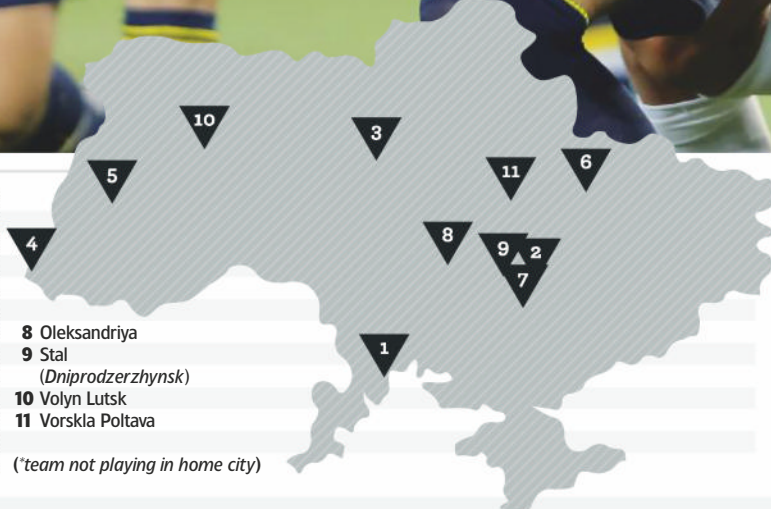 10
3
11
6
5
8
9
2
4
7
1
8 Oleksandriya
9 Stal
(Dniprodzerzhynsk)
10 Volyn Lutsk
11 Vorskla Poltava
(*team not playing in home city)